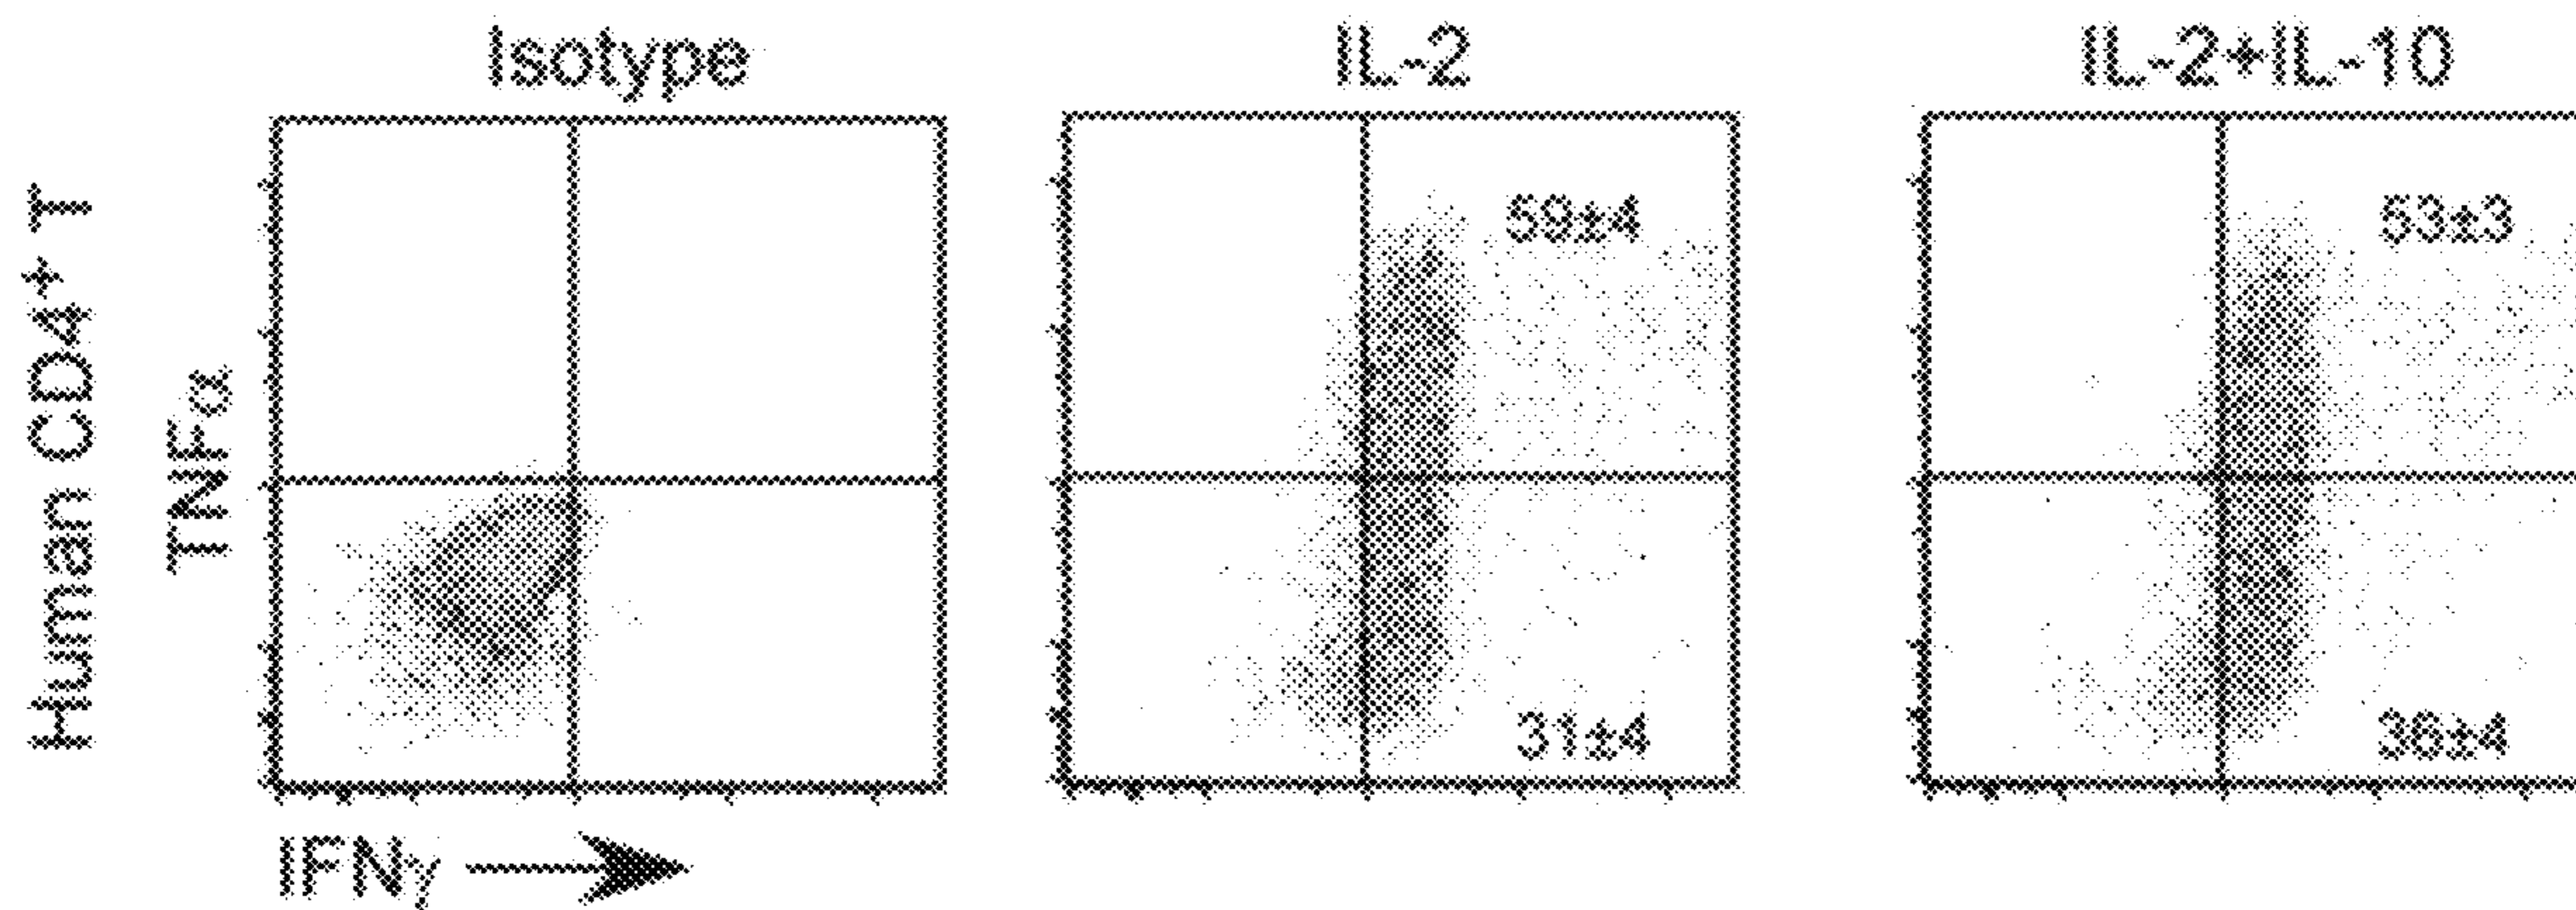 Isotype
IL-2
IL-2+IL-10
Human CD4+ T
TNFα
59±4
53±3
31±4
36±4
IFNγ